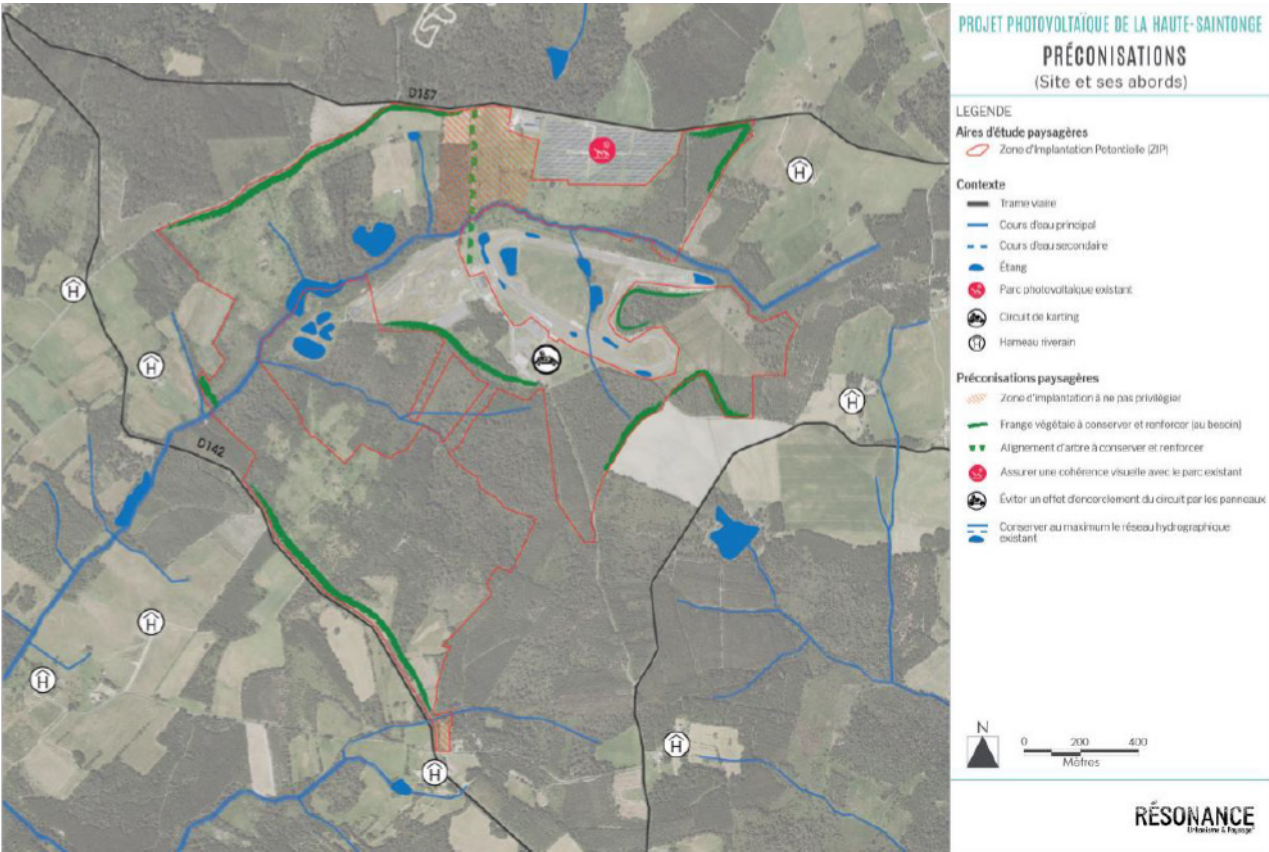 PROJET PHOTOVOLTAÏQUE DE LA HAUTE-SAINTONGE
PRÉCONISATIONS
(Site et ses abords)
LEGENDE
Aires d'étude paysagères
Zone d'Implantation Potentielle (ZIP)
Contexte
Trame viaire
Cours d'eau principal
Cours d'eau secondaire
Étang
Parc photovoltaïque existant
Circuit de karting
Hameau riverain
Préconisations paysagères
Zone d'implantation à ne pas privilégier
Frange végétale à conserver et renforcer (au besoin)
Alignement d'arbre à conserver et renforcer
Assurer une cohérence visuelle avec le parc existant
Éviter un effet d'encerclement du circuit par les panneaux
Conserver au maximum le réseau hydrographique
existant
N
0 200 400
Mètres
RÉSONANCE
Urbanisme & Paysage
D157
D142
H
H
H
H
H
H
H
H